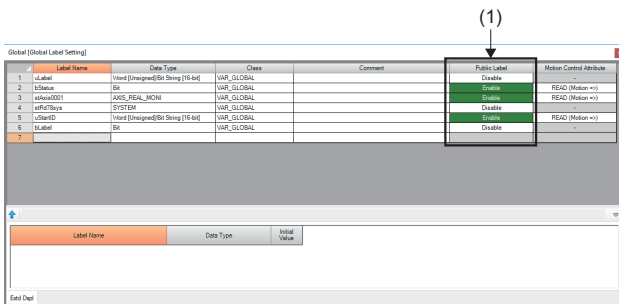 (1)
Global [Global Label Setting]
Label Name Data Type Class Comment Public Label Motion Control Attribute
1 uLabel Word [Unsigned]/Bit String [16-bit] VAR_GLOBAL Disable -
2 bStatus Bit VAR_GLOBAL Enable READ (Motion =>)
3 stAxis0001 AXIS_REAL_MONI VAR_GLOBAL Enable READ (Motion =>)
4 stRd78sys SYSTEM VAR_GLOBAL Disable -
5 uStartID Word [Unsigned]/Bit String [16-bit] VAR_GLOBAL Enable READ (Motion =>)
6 bLabel Bit VAR_GLOBAL Disable -
7
Label Name Data Type Initial Value
Extd Dspl